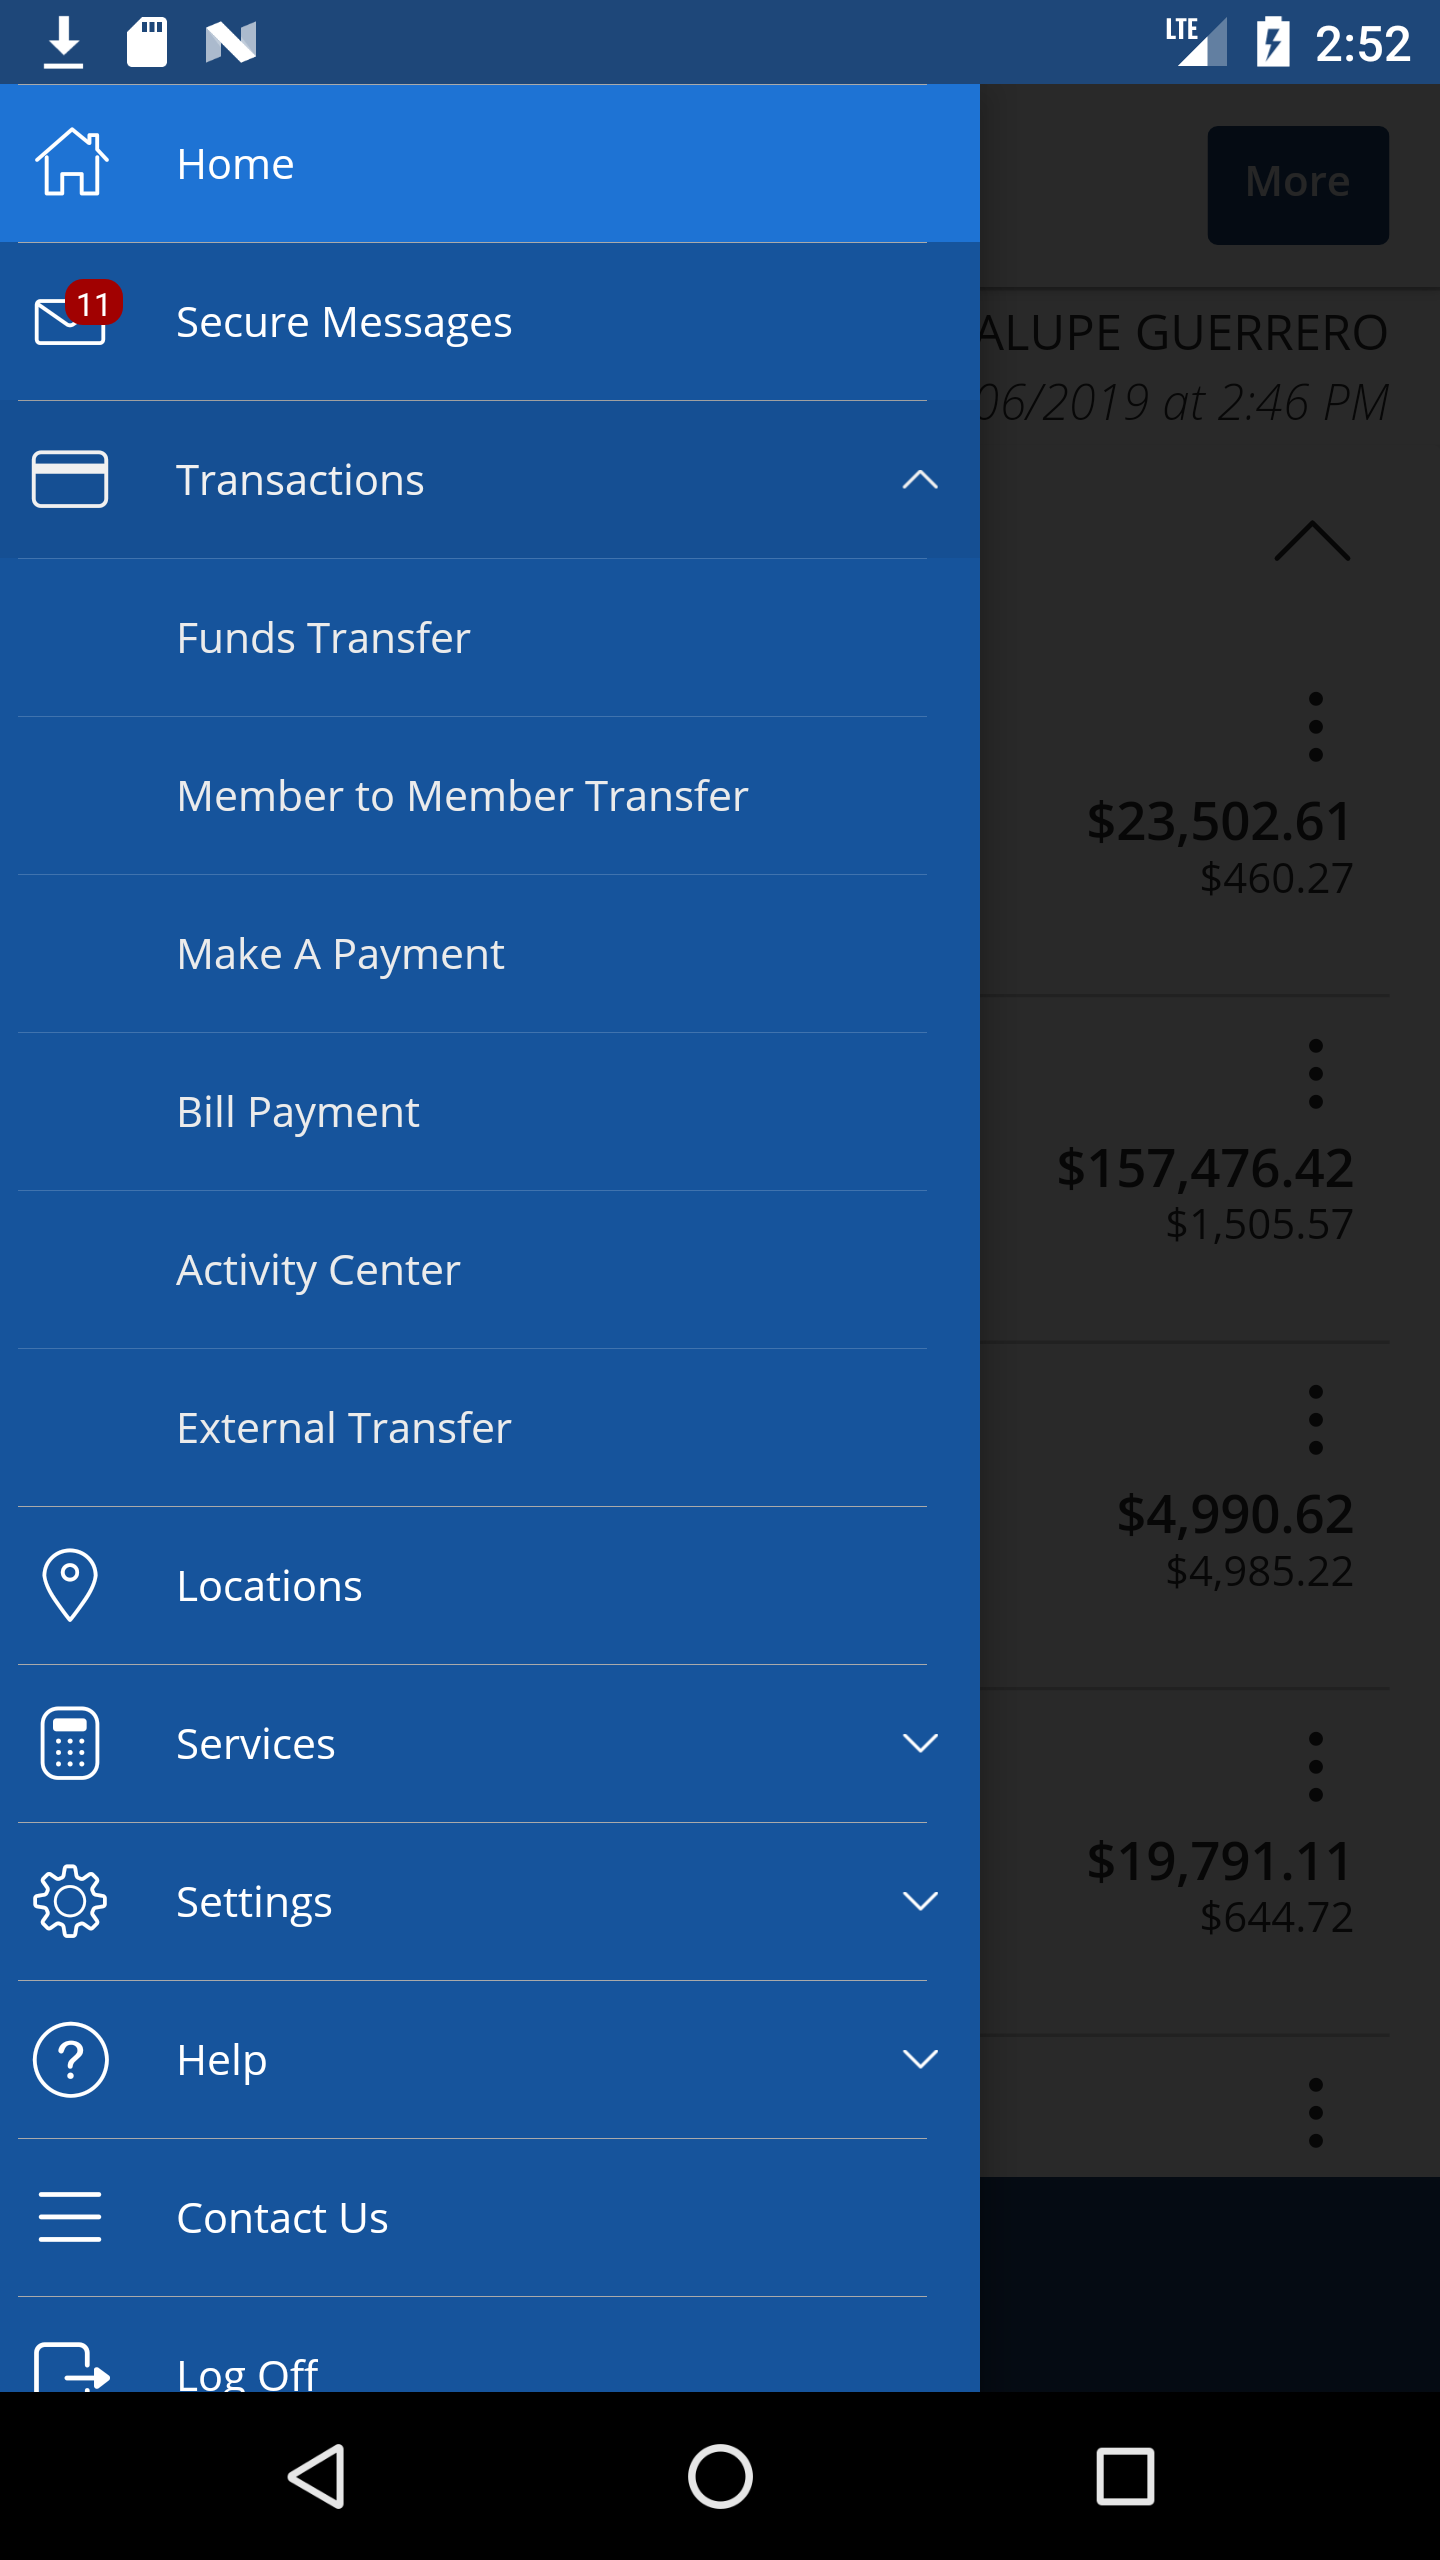 LTE 2:52
Home
More
11
Secure Messages
ALUPE GUERRERO
06/2019 at 2:46 PM
Transactions
Funds Transfer
Member to Member Transfer
$23,502.61
$460.27
Make A Payment
Bill Payment
$157,476.42
$1,505.57
Activity Center
External Transfer
$4,990.62
$4,985.22
Locations
Services
Settings
$19,791.11
$644.72
Help
Contact Us
Log Off